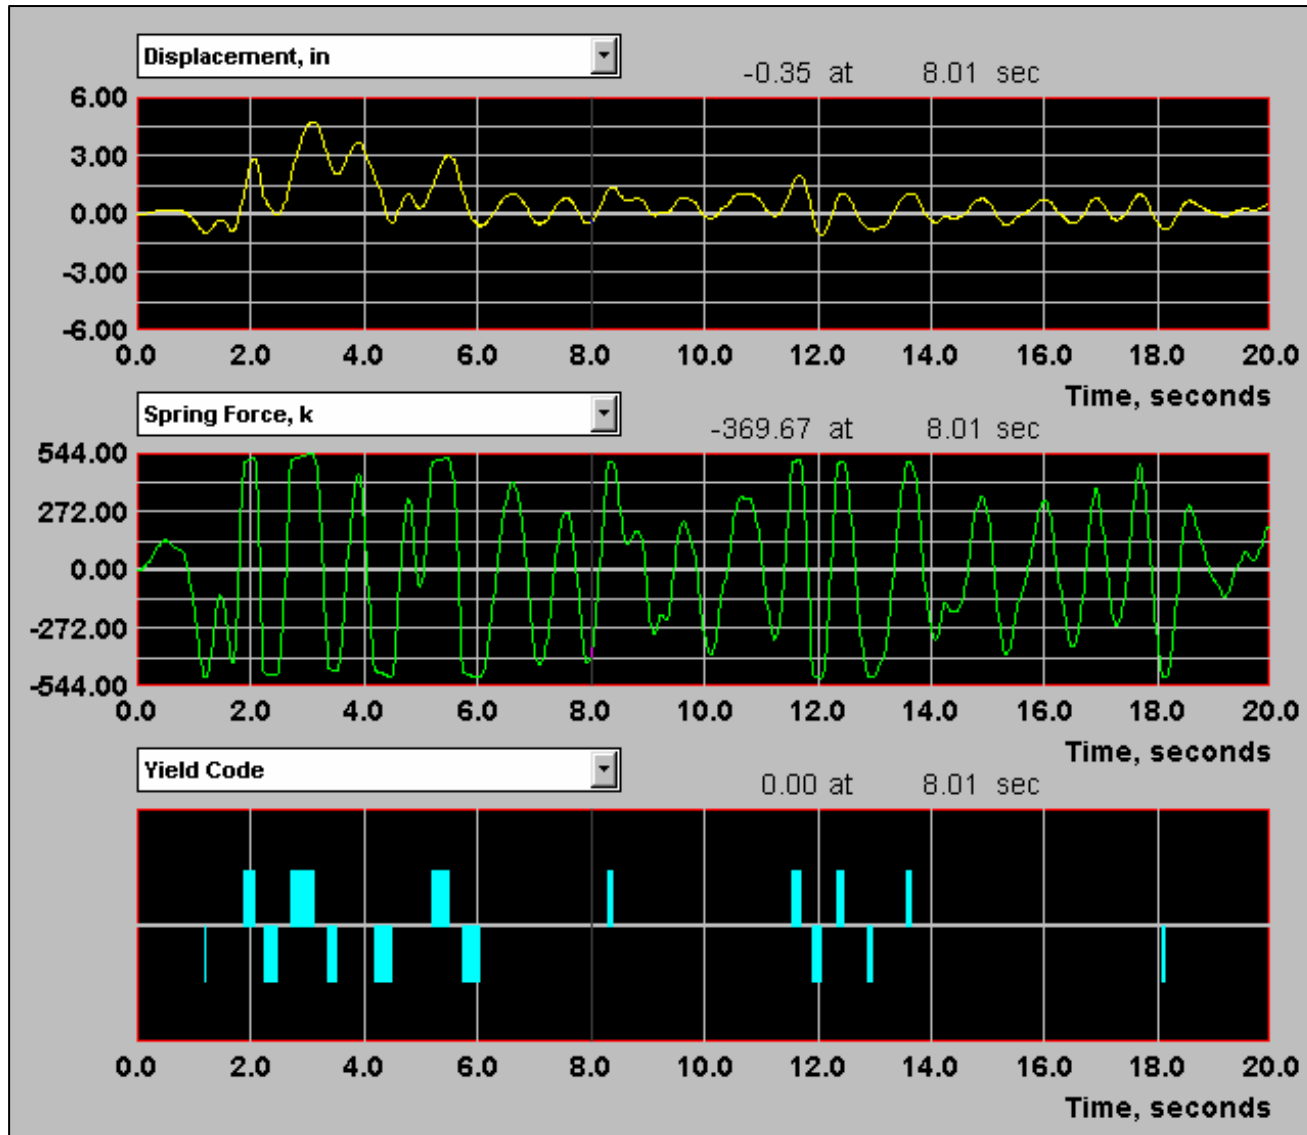 Displacement, in
-0.35 at 8.01 sec
6.00
3.00
0.00
-3.00
-6.00
0.0 2.0 4.0 6.0 8.0 10.0 12.0 14.0 16.0 18.0 20.0
Time, seconds
Spring Force, k
-369.67 at 8.01 sec
544.00
272.00
0.00
-272.00
-544.00
0.0 2.0 4.0 6.0 8.0 10.0 12.0 14.0 16.0 18.0 20.0
Time, seconds
Yield Code
0.00 at 8.01 sec
0.0 2.0 4.0 6.0 8.0 10.0 12.0 14.0 16.0 18.0 20.0
Time, seconds